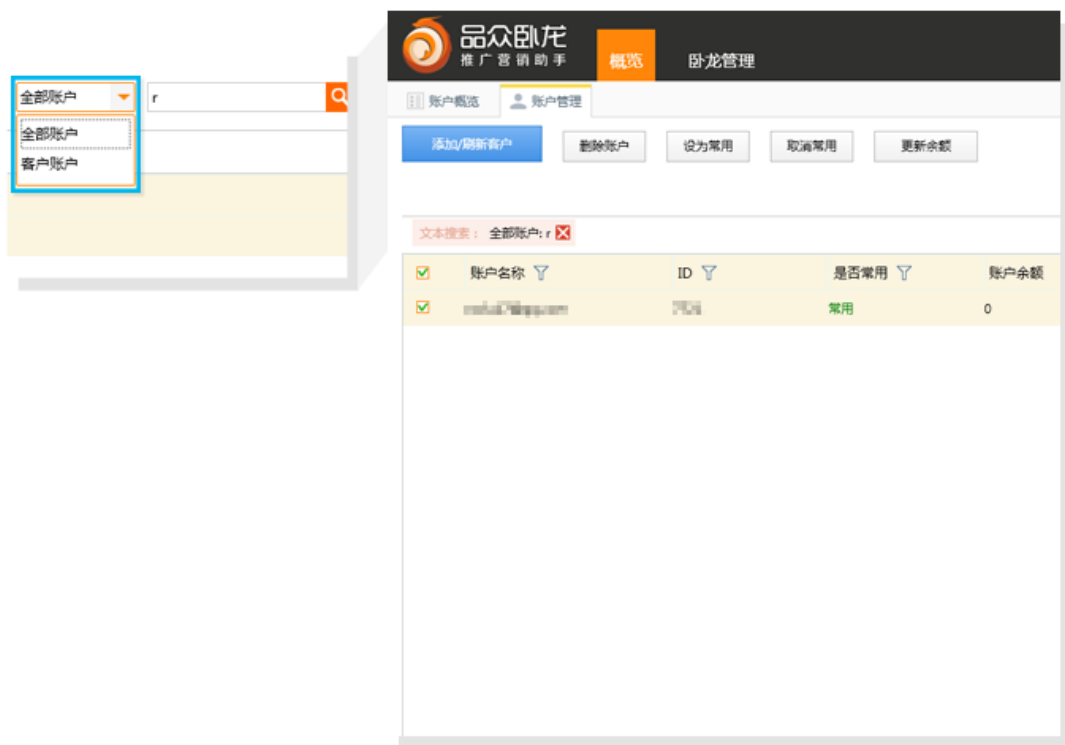 全部账户
r
全部账户
客户账户
品众卧龙
推广营销助手
概览
卧龙管理
账户概览
账户管理
添加/刷新客户
删除账户
设为常用
取消常用
更新余额
文本搜索： 全部账户: r
账户名称
ID
是否常用
账户余额
常用
0